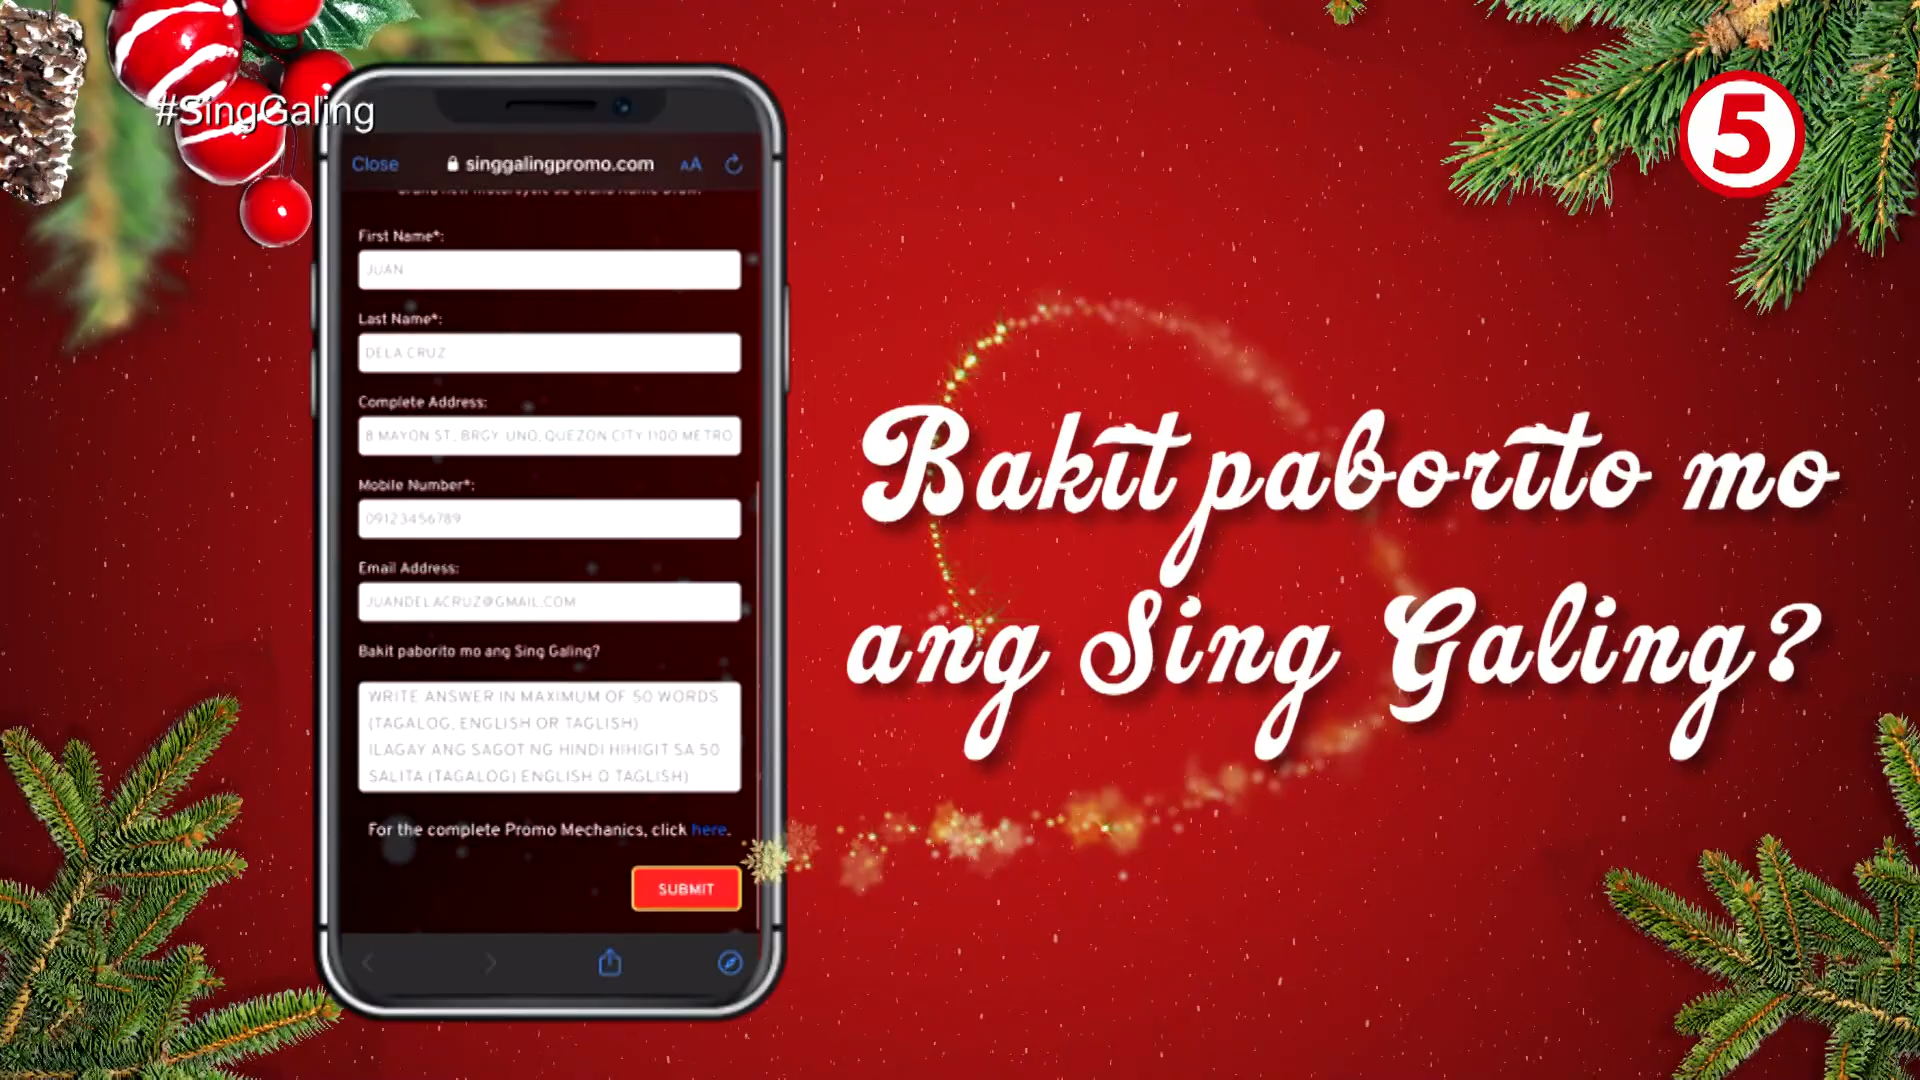 #SingGaling
5
Close
singgalingpromo.com
AA
First Name*:
JUAN
Last Name*:
DELA CRUZ
Complete Address:
8 MAYON ST., BRGY. UNO, QUEZON CITY 1100 METRO
Mobile Number*:
09123456789
Email Address:
JUANDELACRUZ@GMAIL.COM
Bakit paborito mo ang Sing Galing?
WRITE ANSWER IN MAXIMUM OF 50 WORDS
(TAGALOG, ENGLISH OR TAGLISH)
ILAGAY ANG SAGOT NG HINDI HIHIGIT SA 50
SALITA (TAGALOG) ENGLISH O TAGLISH)
For the complete Promo Mechanics, click here.
SUBMIT
Bakit paborito mo
ang Sing Galing?